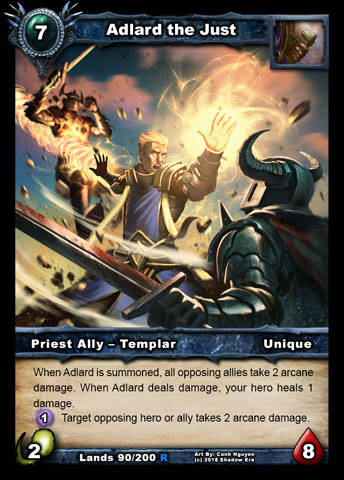 7
Adlard the Just
Priest Ally – Templar Unique
When Adlard is summoned, all opposing allies take 2 arcane
damage. When Adlard deals damage, your hero heals 1
damage.
1 Target opposing hero or ally takes 2 arcane damage.
2
Lands 90/200 R
Art By: Canh Nguyen
(c) 2018 Shadow Era
8